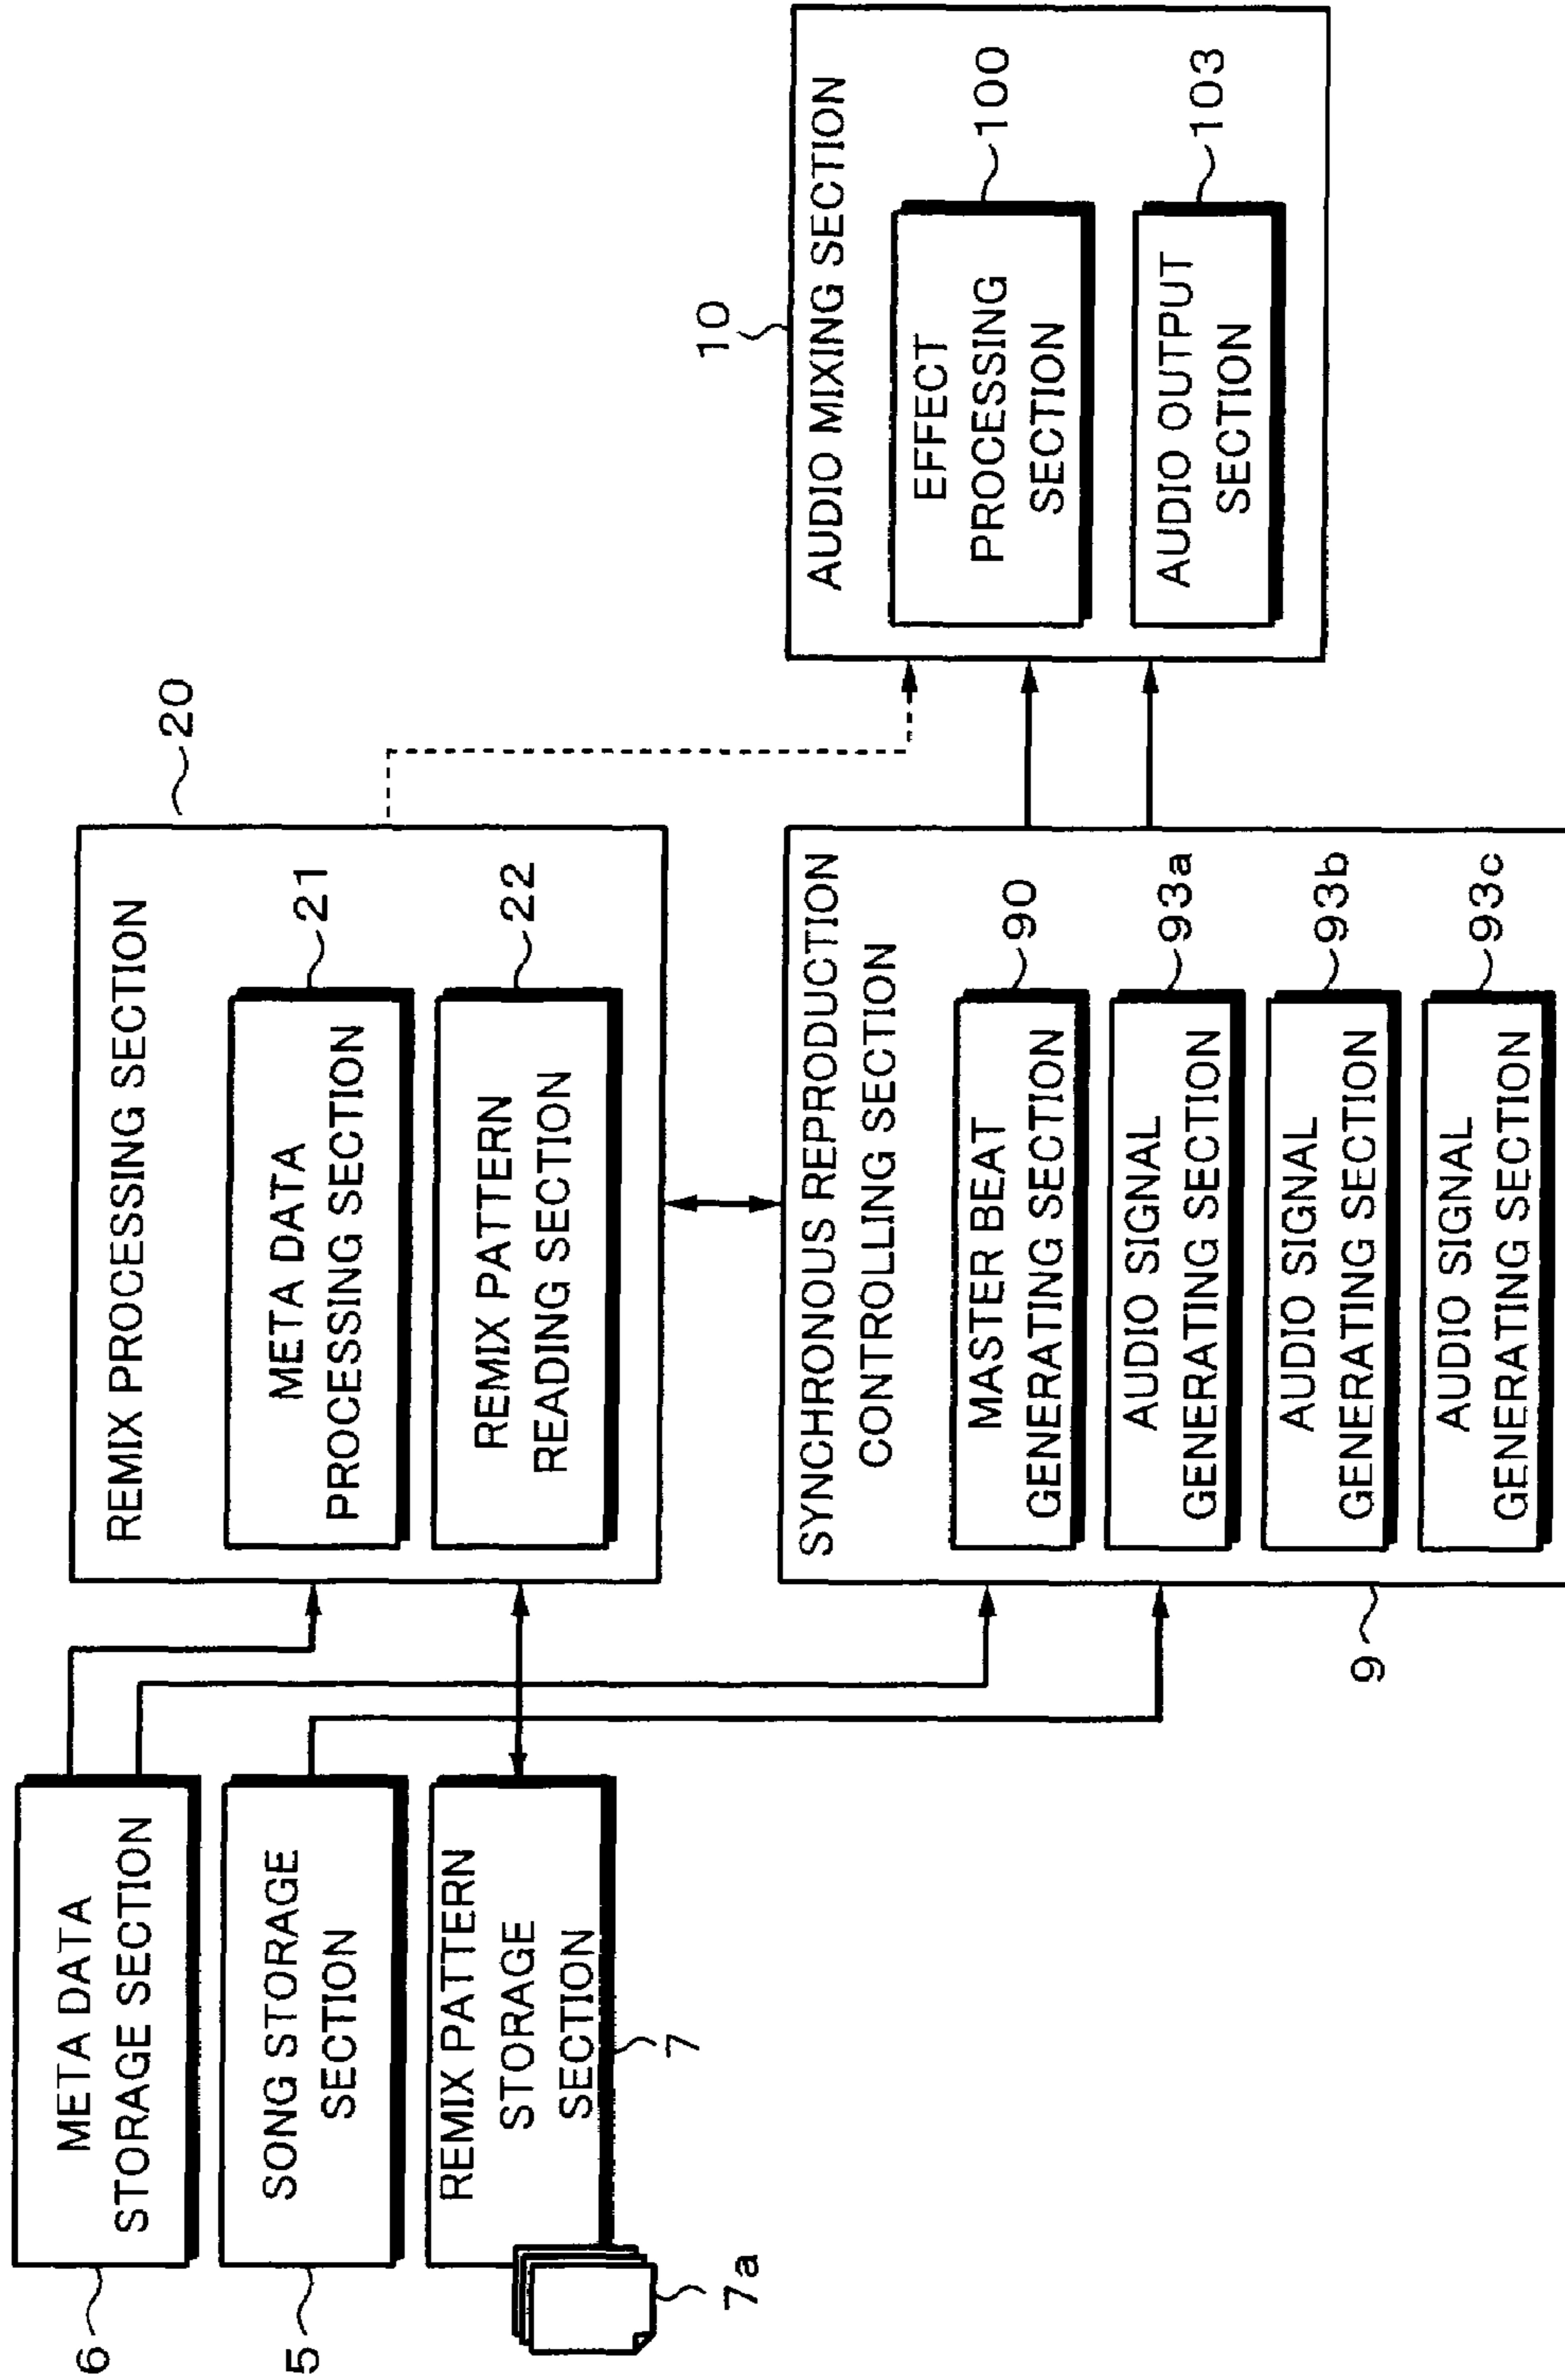 6
META DATA
STORAGE SECTION
5
SONG STORAGE
SECTION
REMIX PATTERN
STORAGE
SECTION
7
7a
20
REMIX PROCESSING SECTION
META DATA
PROCESSING SECTION
21
REMIX PATTERN
READING SECTION
22
SYNCHRONOUS REPRODUCTION
CONTROLLING SECTION
MASTER BEAT
GENERATING SECTION
90
AUDIO SIGNAL
GENERATING SECTION
93a
AUDIO SIGNAL
GENERATING SECTION
93b
AUDIO SIGNAL
GENERATING SECTION
93c
9
10
AUDIO MIXING SECTION
EFFECT
PROCESSING
SECTION
100
AUDIO OUTPUT
SECTION
103